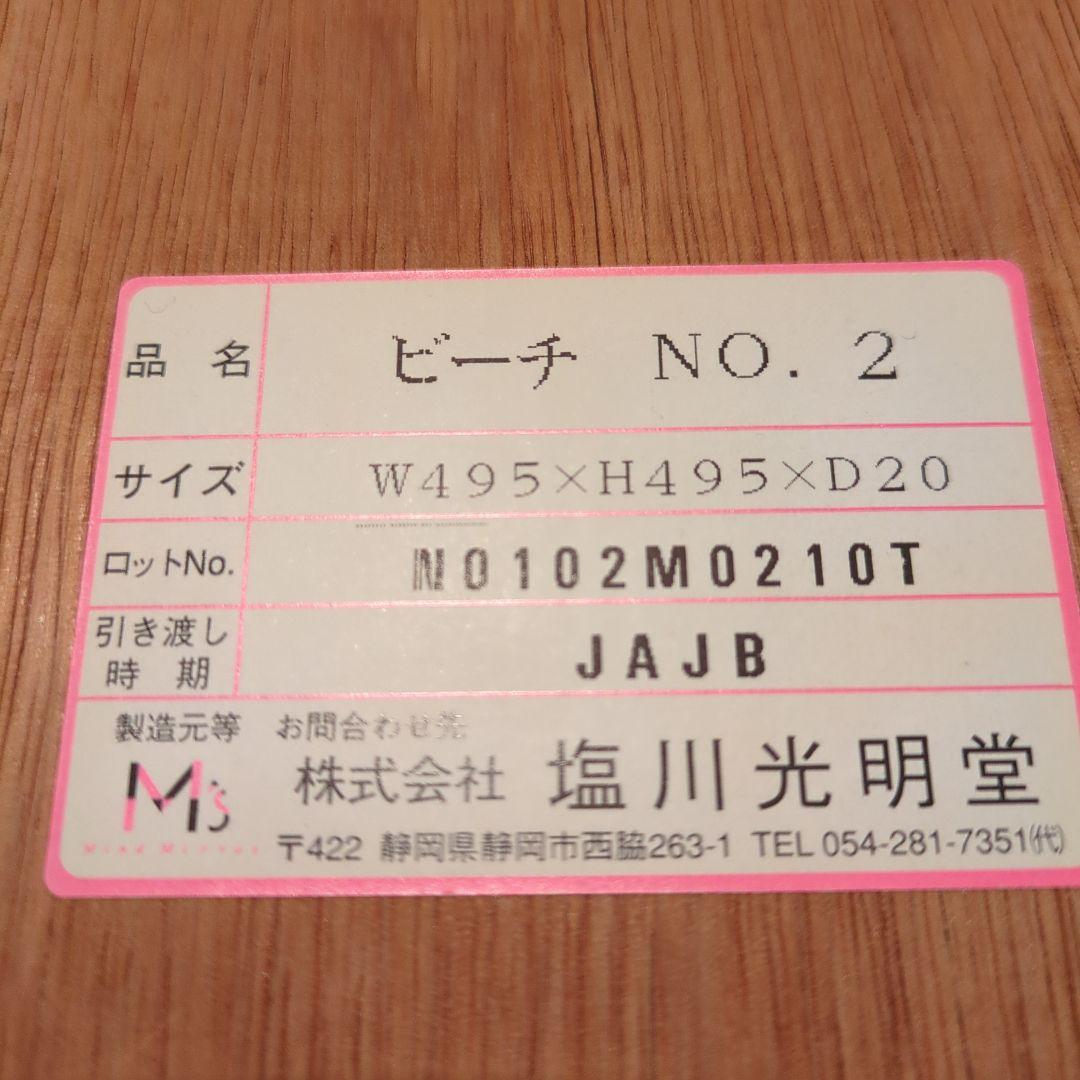 品 名 ビーチ NO. 2
サイズ W495×H495×D20
ロットNo. N0102M0210T
引き渡し
時 期 JAJB
製造元等 お問合わせ先
M's
Mind Mirror
株式会社 塩川光明堂
〒422 静岡県静岡市西脇263-1 TEL 054-281-7351㈹